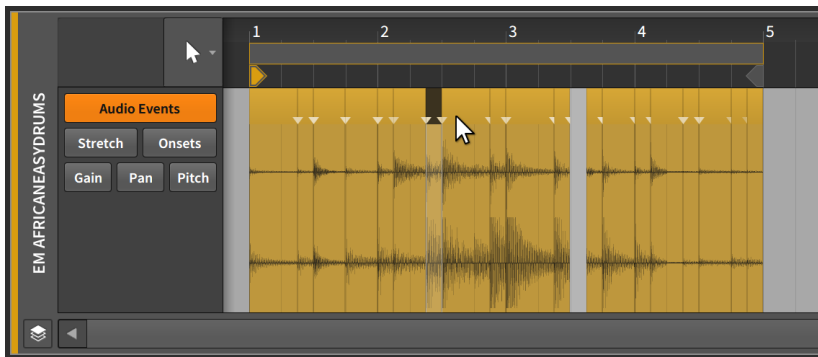 1 2 3 4 5
EM AFRICANEASYDRUMS
Audio Events
Stretch Onsets
Gain Pan Pitch